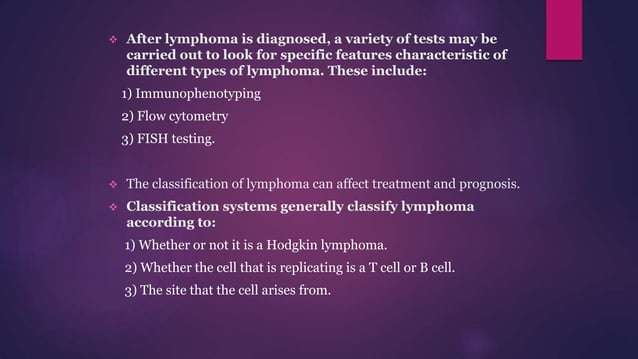 After lymphoma is diagnosed, a variety of tests may be
carried out to look for specific features characteristic of
different types of lymphoma. These include:
1) Immunophenotyping
2) Flow cytometry
3) FISH testing.
The classification of lymphoma can affect treatment and prognosis.
Classification systems generally classify lymphoma
according to:
1) Whether or not it is a Hodgkin lymphoma.
2) Whether the cell that is replicating is a T cell or B cell.
3) The site that the cell arises from.